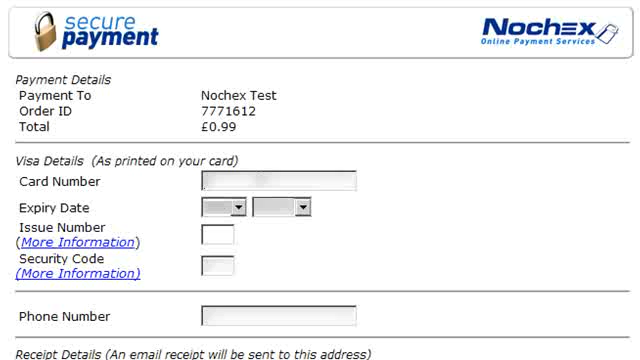 secure
payment
Nochex
Online Payment Services
Payment Details
Payment To Nochex Test
Order ID 7771612
Total £0.99
Visa Details (As printed on your card)
Card Number
Expiry Date
Issue Number
(More Information)
Security Code
(More Information)
Phone Number
Receipt Details (An email receipt will be sent to this address)